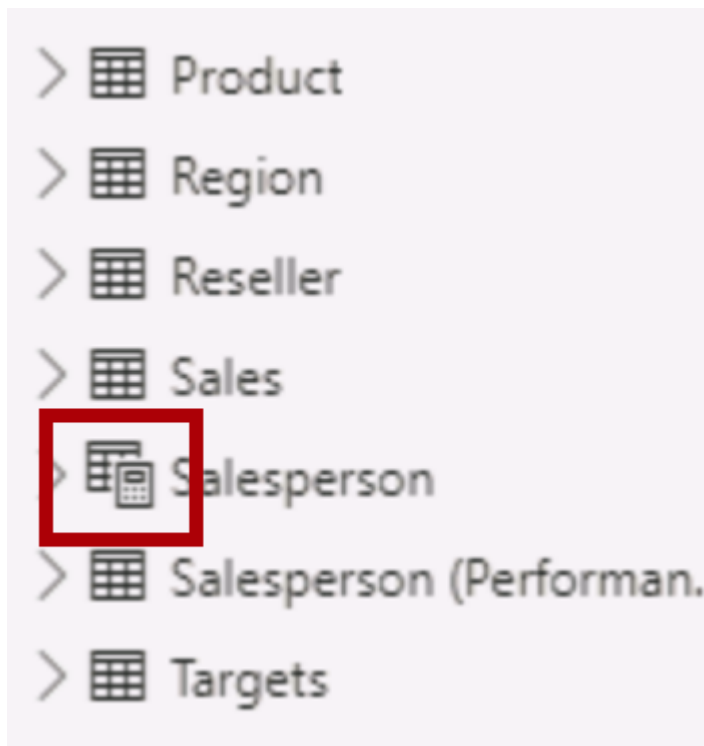 Product
Region
Reseller
Sales
Salesperson
Salesperson (Performan.
Targets